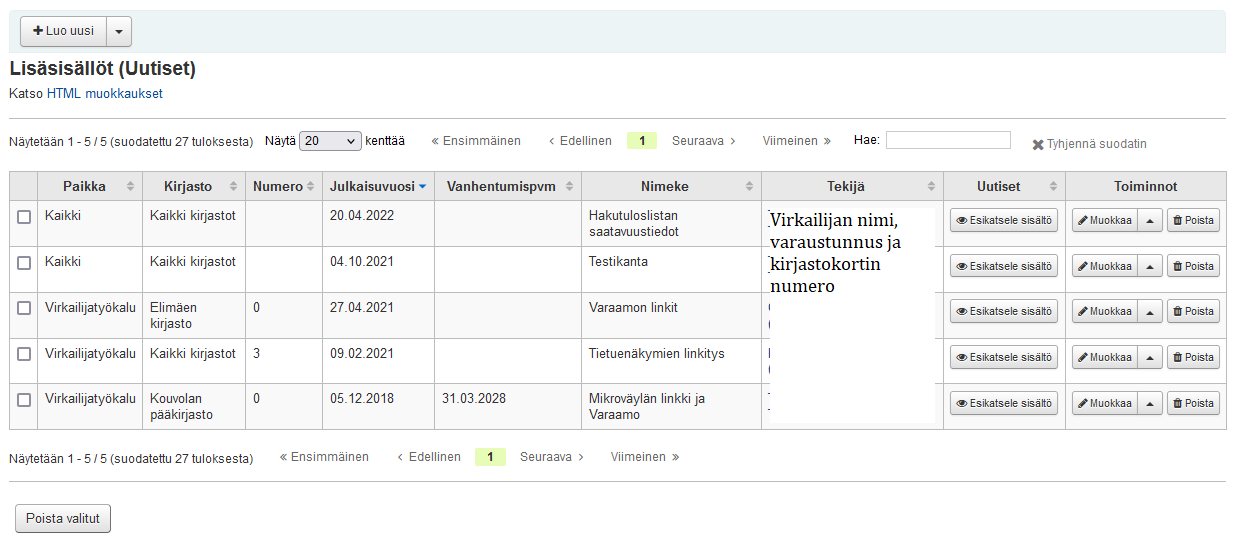 Luo uusi
Lisäsisällöt (Uutiset)
Katso HTML muokkaukset
Näytetään 1 - 5 / 5 (suodatettu 27 tuloksesta) Näytä 20 kenttää « Ensimmäinen ‹ Edellinen 1 Seuraava › Viimeinen » Hae: Tyhjennä suodatin
Paikka Kirjasto Numero Julkaisuvuosi Vanhentumispvm Nimeke Tekijä Uutiset Toiminnot
Kaikki Kaikki kirjastot 20.04.2022 Hakutuloslistan Virkailijan nimi, Esikatsele sisältö Muokkaa Poista
saatavuustiedot varaustunnus ja
Kaikki Kaikki kirjastot 04.10.2021 Testikanta kirjastokortin Esikatsele sisältö Muokkaa Poista
numero
Virkailijatyökalu Elimäen 0 27.04.2021 Varaamon linkit Esikatsele sisältö Muokkaa Poista
kirjasto
Virkailijatyökalu Kaikki kirjastot 3 09.02.2021 Tietuenäkymien linkitys Esikatsele sisältö Muokkaa Poista
Virkailijatyökalu Kouvolan 0 05.12.2018 31.03.2028 Mikroväylän linkki ja Esikatsele sisältö Muokkaa Poista
pääkirjasto Varaamo
Näytetään 1 - 5 / 5 (suodatettu 27 tuloksesta) « Ensimmäinen ‹ Edellinen 1 Seuraava › Viimeinen »
Poista valitut